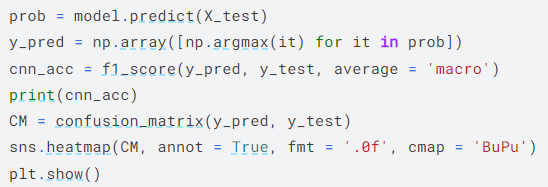 prob = model.predict(X_test)
y_pred = np.array([np.argmax(it) for it in prob])
cnn_acc = f1_score(y_pred, y_test, average = 'macro')
print(cnn_acc)
CM = confusion_matrix(y_pred, y_test)
sns.heatmap(CM, annot = True, fmt = '.0f', cmap = 'BuPu')
plt.show()